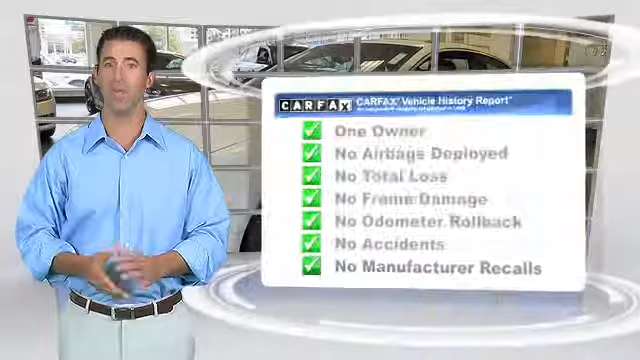 CARFAX CARFAX Vehicle History Report™
One Owner
No Airbags Deployed
No Total Loss
No Frame Damage
No Odometer Rollback
No Accidents
No Manufacturer Recalls